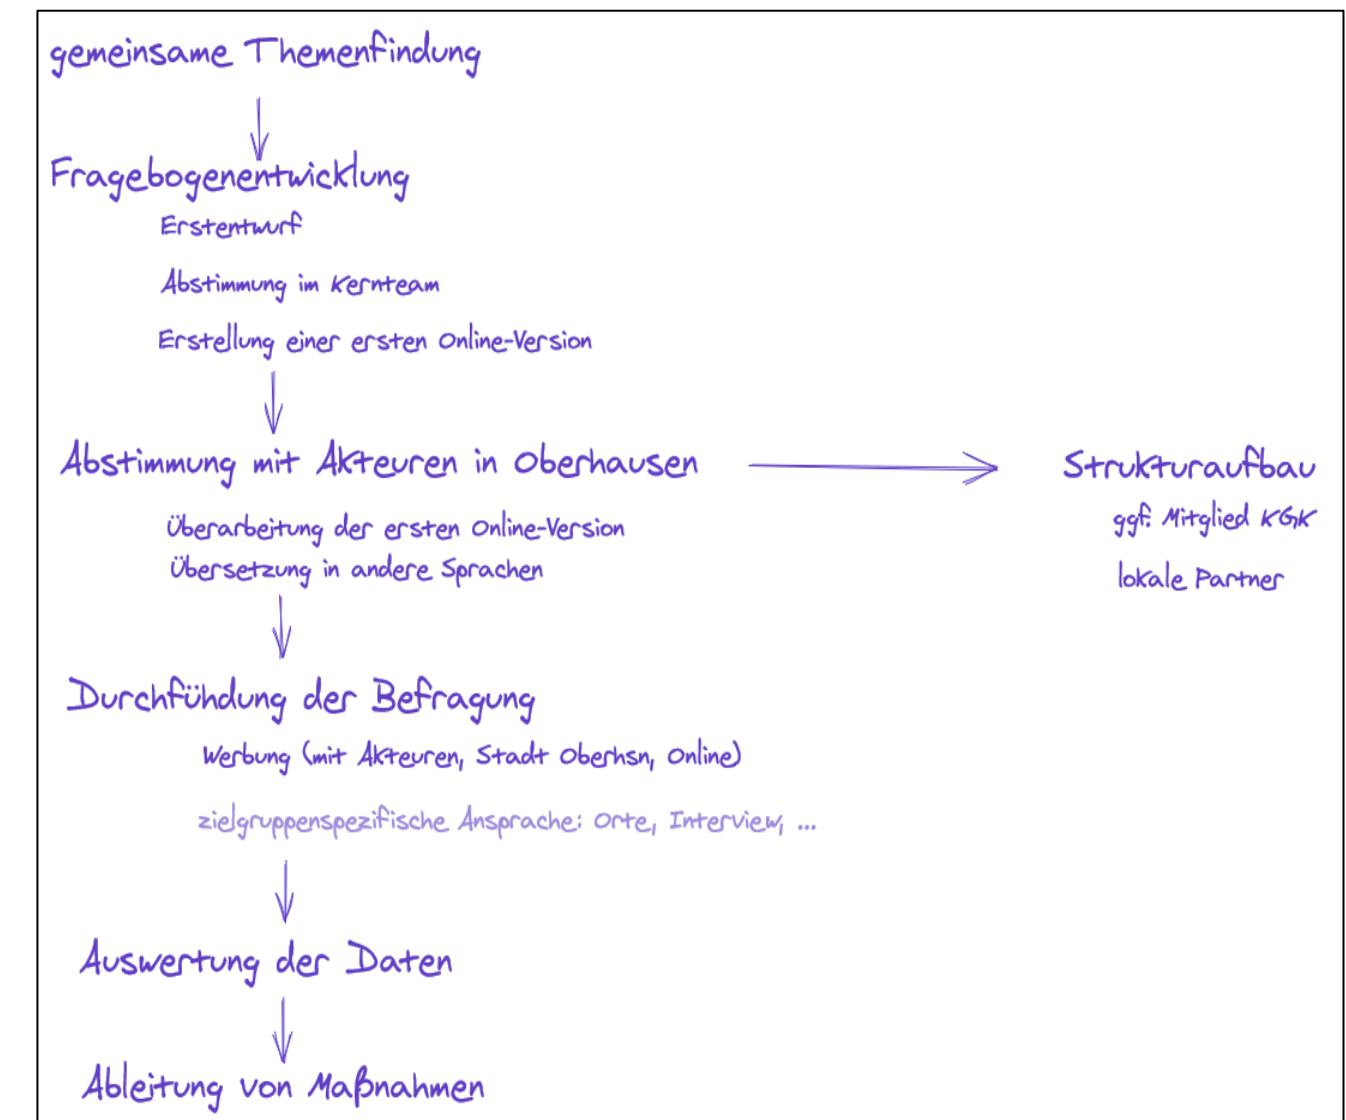 gemeinsame Themenfindung
Fragebogenentwicklung
Erstentwurf
Abstimmung im Kernteam
Erstellung einer ersten Online-Version
Abstimmung mit Akteuren in Oberhausen
Überarbeitung der ersten Online-Version
Übersetzung in andere Sprachen
Strukturaufbau
ggf. Mitglied KGK
lokale Partner
Durchfühdung der Befragung
Werbung (mit Akteuren, Stadt Oberhsn, Online)
zielgruppenspezifische Ansprache: Orte, Interview, ...
Auswertung der Daten
Ableitung von Maßnahmen